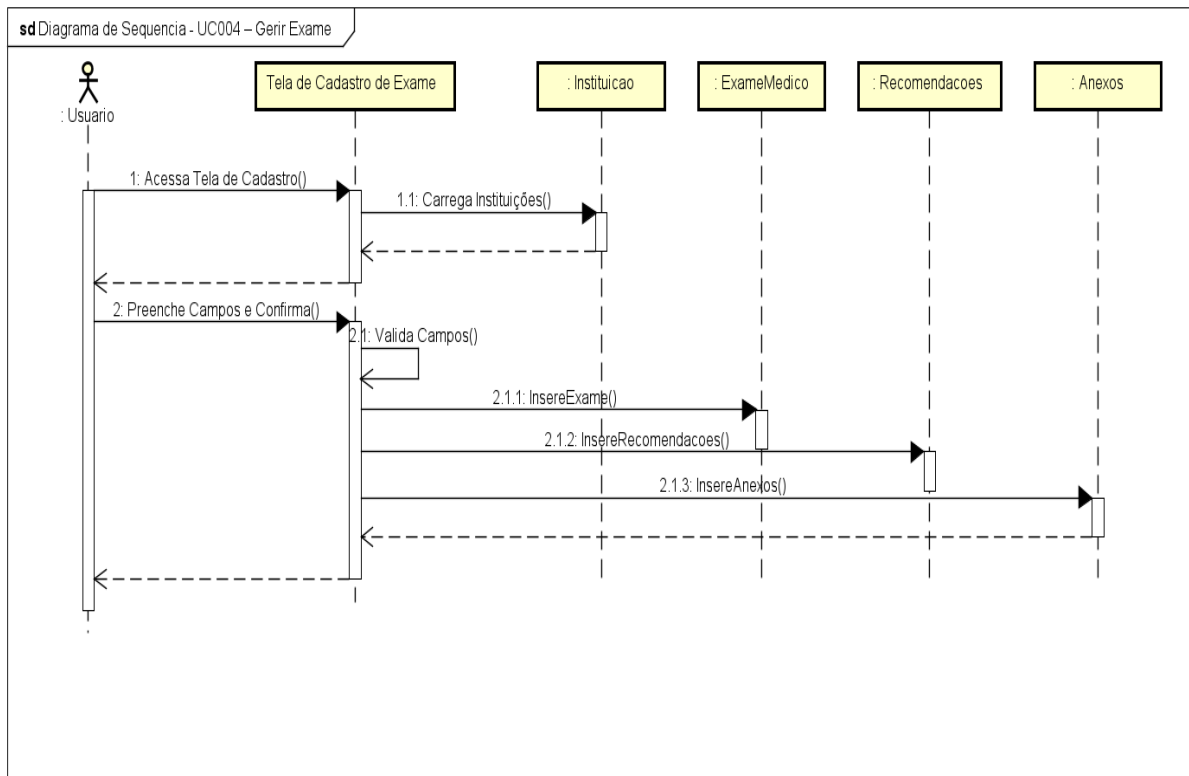 sd Diagrama de Sequencia - UC004 – Gerir Exame
: Usuario
Tela de Cadastro de Exame
: Instituicao
: ExameMedico
: Recomendacoes
: Anexos
1: Acessa Tela de Cadastro()
1.1: Carrega Instituições()
2: Preenche Campos e Confirma()
2.1: Valida Campos()
2.1.1: InsereExame()
2.1.2: InsereRecomendacoes()
2.1.3: InsereAnexos()